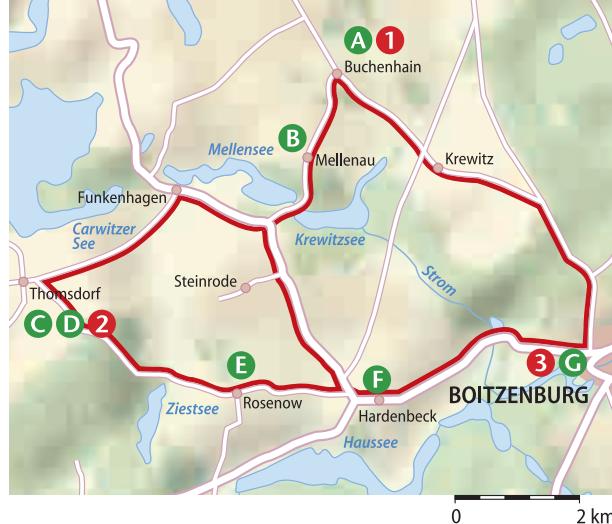 A 1
Buchenhain
B
Mellensee
Mellenau
Krewitz
Funkenhagen
Carwitzer
See
Krewitzsee
Steinrode
Strom
Thomsdorf
C D 2
E
F
3 G
BOITZENBURG
Ziestsee
Rosenow
Hardenbeck
Haussee
0 2 km